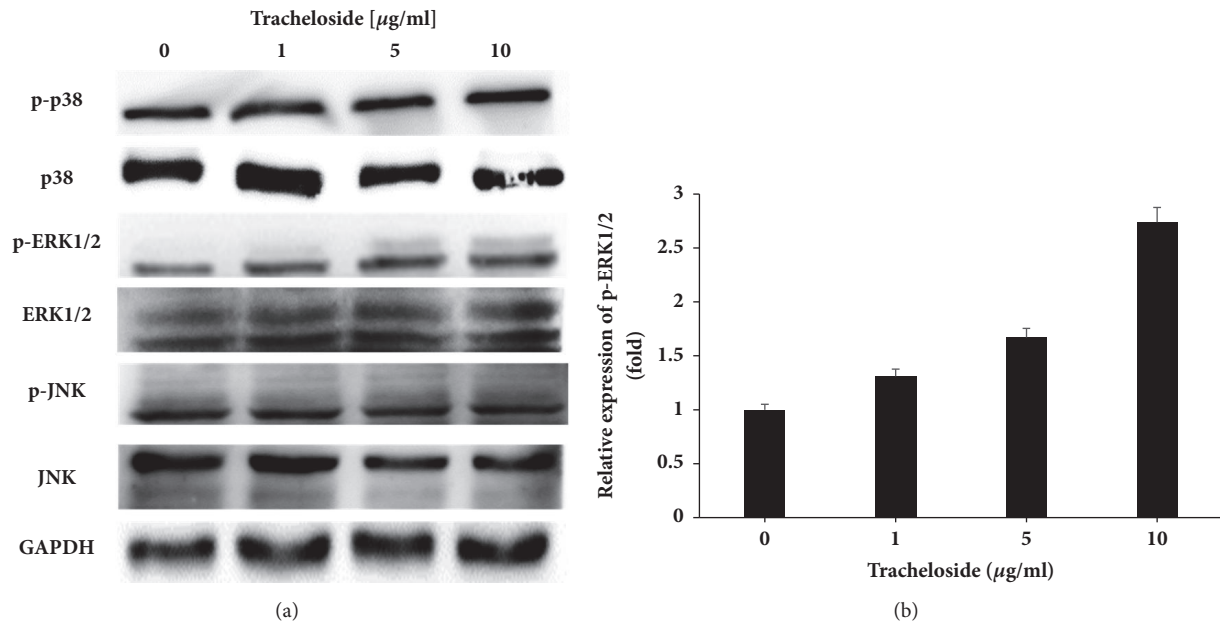 Tracheloside [µg/ml]
0 1 5 10
p-p38
p38
p-ERK1/2
ERK1/2
p-JNK
JNK
GAPDH
(a)
Relative expression of p-ERK1/2
(fold)
3
2.5
2
1.5
1
0.5
0
0 1 5 10
Tracheloside (µg/ml)
(b)